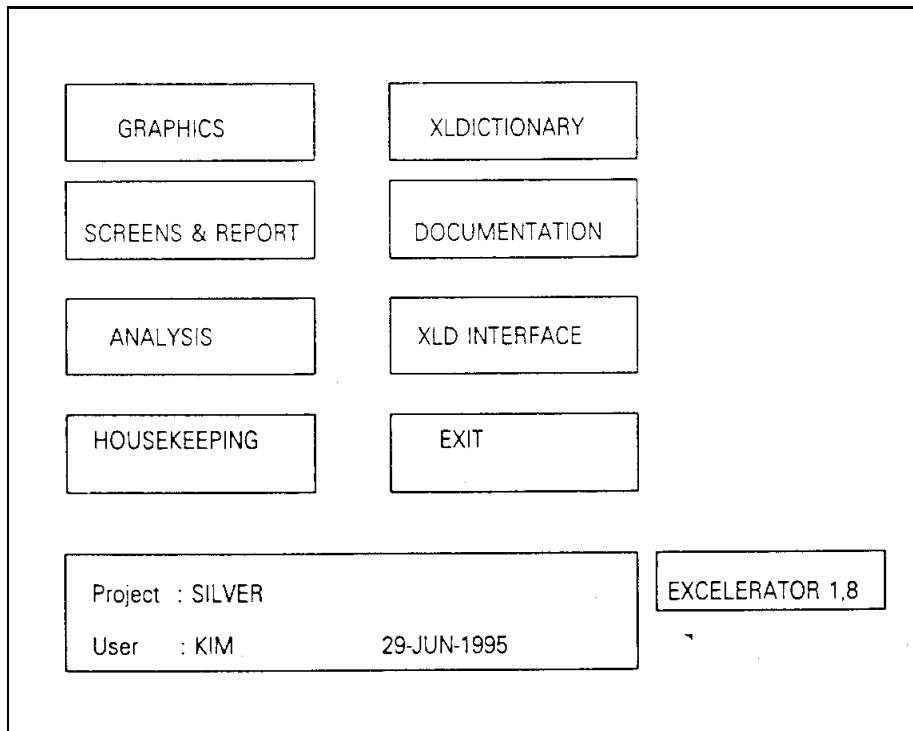 GRAPHICS
XLDICTIONARY
SCREENS & REPORT
DOCUMENTATION
ANALYSIS
XLD INTERFACE
HOUSEKEEPING
EXIT
Project : SILVER
User : KIM 29-JUN-1995
EXCELERATOR 1,8